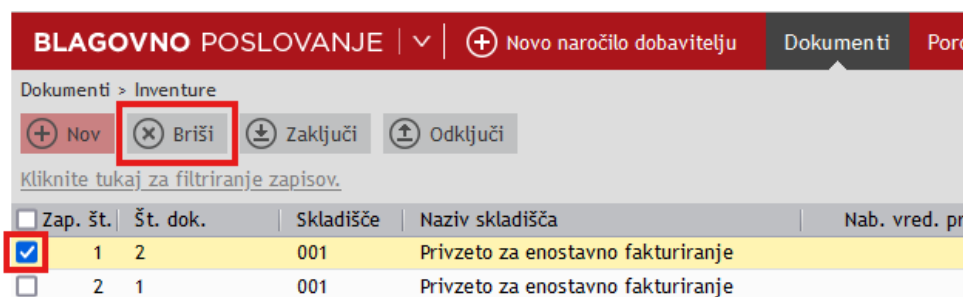 BLAGOVNO POSLOVANJE Novo naročilo dobavitelju Dokumenti
Dokumenti > Inventure
Nov Briši Zaključi Odključi
Kliknite tukaj za filtriranje zapisov.
Zap. št. Št. dok. Skladišče Naziv skladišča Nab. vred.
1 2 001 Privzeto za enostavno fakturiranje
2 1 001 Privzeto za enostavno fakturiranje